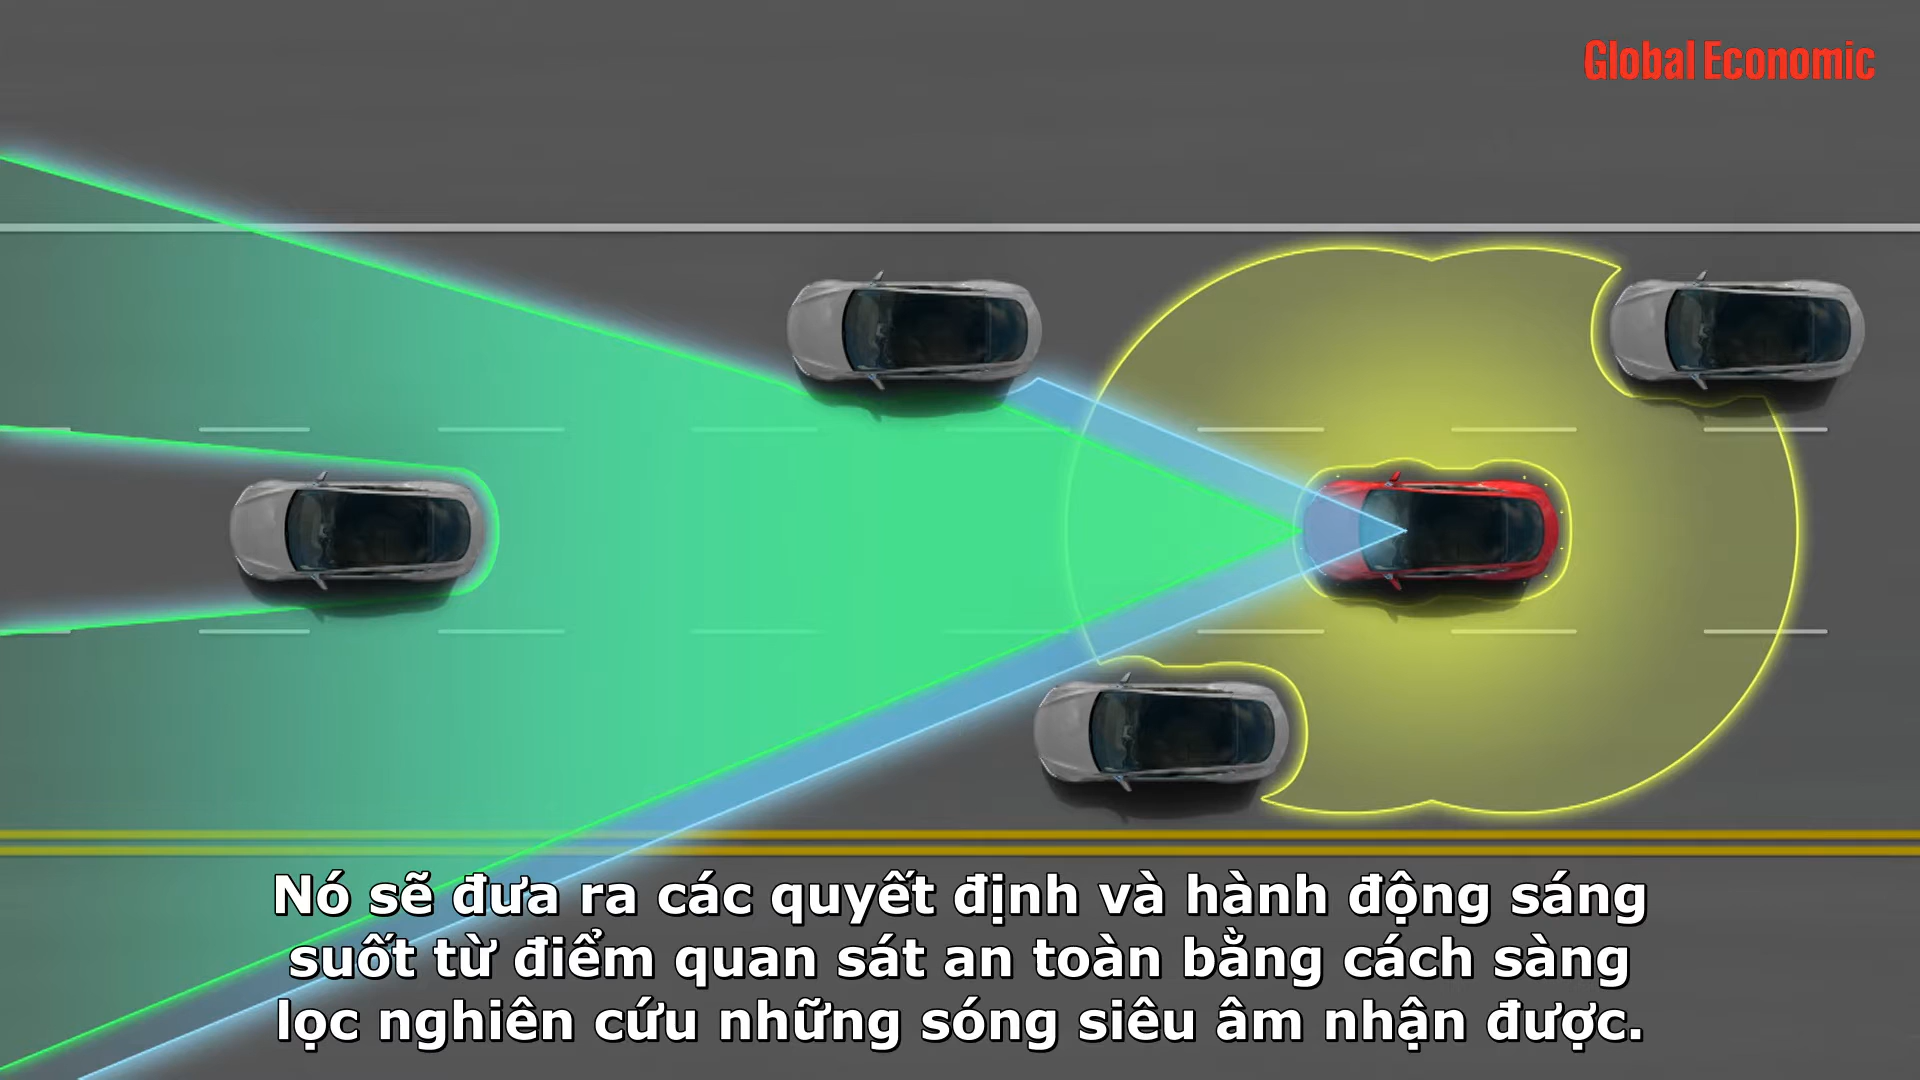 Global Economic
Nó sẽ đưa ra các quyết định và hành động sáng
suốt từ điểm quan sát an toàn bằng cách sàng
lọc nghiên cứu những sóng siêu âm nhận được.